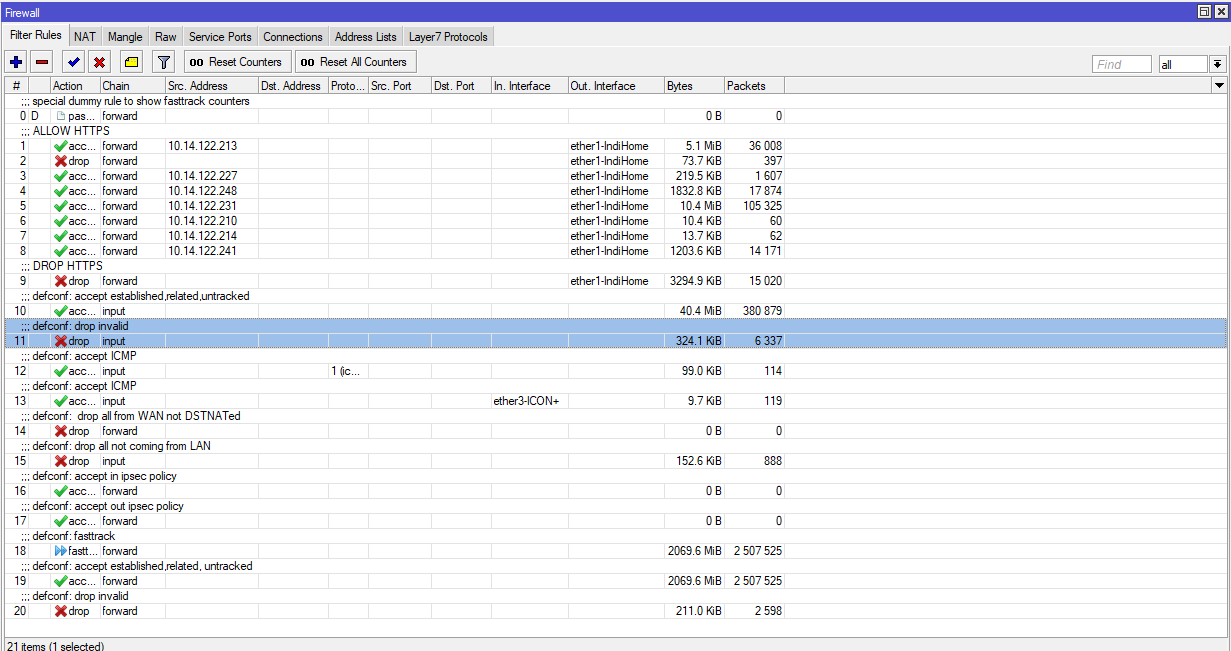 Firewall
Filter Rules NAT Mangle Raw Service Ports Connections Address Lists Layer7 Protocols
00 Reset Counters 00 Reset All Counters Find all
# Action Chain Src. Address Dst. Address Proto... Src. Port Dst. Port In. Interface Out. Interface Bytes Packets
;;; special dummy rule to show fasttrack counters
0 D pas... forward 0 B 0
;;; ALLOW HTTPS
1 acc... forward 10.14.122.213 ether1-IndiHome 5.1 MiB 36 008
2 drop forward ether1-IndiHome 73.7 KiB 397
3 acc... forward 10.14.122.227 ether1-IndiHome 219.5 KiB 1 607
4 acc... forward 10.14.122.248 ether1-IndiHome 1832.8 KiB 17 874
5 acc... forward 10.14.122.231 ether1-IndiHome 10.4 MiB 105 325
6 acc... forward 10.14.122.210 ether1-IndiHome 10.4 KiB 60
7 acc... forward 10.14.122.214 ether1-IndiHome 13.7 KiB 62
8 acc... forward 10.14.122.241 ether1-IndiHome 1203.6 KiB 14 171
;;; DROP HTTPS
9 drop forward ether1-IndiHome 3294.9 KiB 15 020
;;; defconf: accept established,related,untracked
10 acc... input 40.4 MiB 380 879
;;; defconf: drop invalid
11 drop input 324.1 KiB 6 337
;;; defconf: accept ICMP
12 acc... input 1 (ic... 99.0 KiB 114
;;; defconf: accept ICMP
13 acc... input ether3-ICON+ 9.7 KiB 119
;;; defconf:  drop all from WAN not DSTNATed
14 drop forward 0 B 0
;;; defconf: drop all not coming from LAN
15 drop input 152.6 KiB 888
;;; defconf: accept in ipsec policy
16 acc... forward 0 B 0
;;; defconf: accept out ipsec policy
17 acc... forward 0 B 0
;;; defconf: fasttrack
18 fastt... forward 2069.6 MiB 2 507 525
;;; defconf: accept established,related, untracked
19 acc... forward 2069.6 MiB 2 507 525
;;; defconf: drop invalid
20 drop forward 211.0 KiB 2 598
21 items (1 selected)